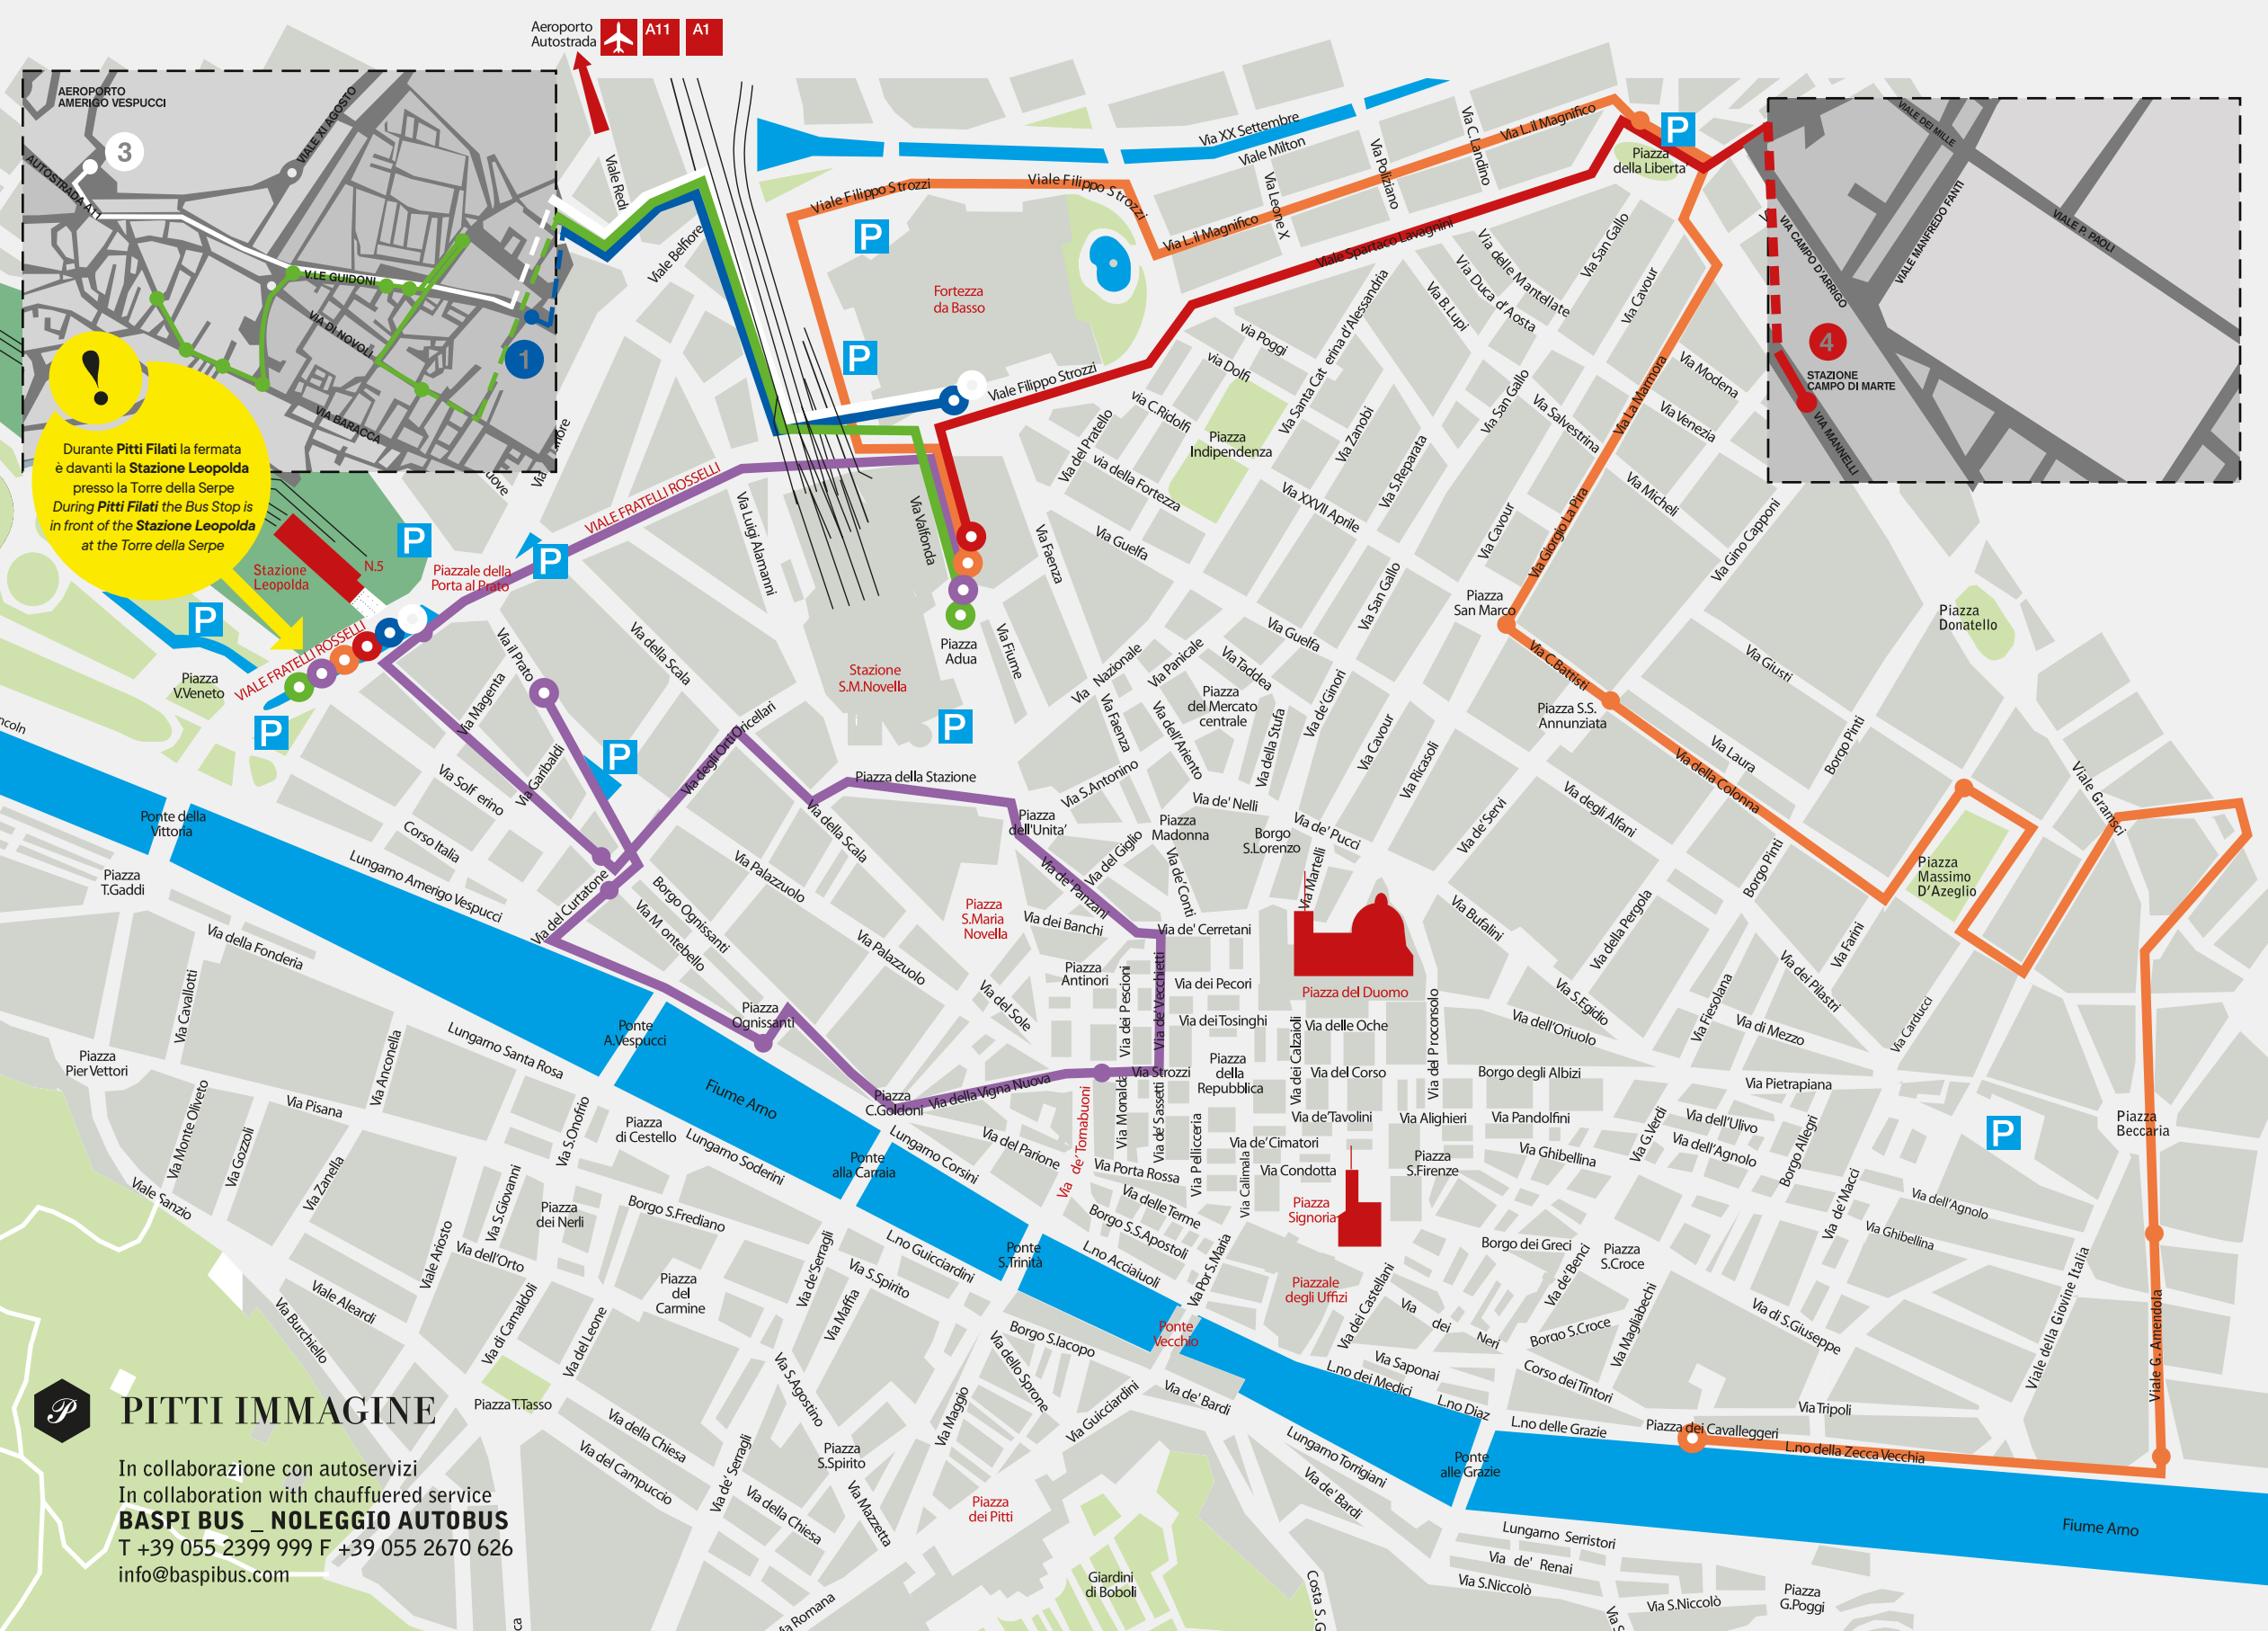 Aeroporto
Autostrada
A11
A1
AEROPORTO
AMERIGO VESPUCCI
3
VIALE XI AGOSTO
AUTOSTRADA A11
V.LE GUIDONI
VIA DI NOVOLI
VIA BARACCA
1
!
Durante Pitti Filati la fermata
è davanti la Stazione Leopolda
presso la Torre della Serpe
During Pitti Filati the Bus Stop is
in front of the Stazione Leopolda
at the Torre della Serpe
Viale Redi
Viale Belfiore
Via XX Settembre
Viale Milton
Via Leone X
Via Poliziano
Via C.Landino
Via L.il Magnifico
Via L.il Magnifico
P
Piazza
della Liberta'
Viale Filippo Strozzi
Viale Filippo Strozzi
P
Fortezza
da Basso
P
Viale Filippo Strozzi
Viale Spartaco Lavagnini
VIALE DEI MILLE
VIALE MANFREDO FANTI
VIALE P. PAOLI
VIA CAMPO D'ARRIGO
4
STAZIONE
CAMPO DI MARTE
VIA MANNELLI
Via delle Mantellate
Via Duca d'Aosta
Via B.Lupi
Via San Gallo
Via Cavour
Via Poggi
via Dolfi
via C.Ridolfi
Via Santa Cat erina d'Alessandria
Piazza
Indipendenza
Via Zanobi
Via S.Reparata
Via San Gallo
Via Salvestrina
Via La Marmora
Via Modena
Via Venezia
Via Micheli
Via Gino Capponi
Via del Pratello
via della Fortezza
Via XXVII Aprile
Via Cavour
Via Giorgio La Pira
Via Guelfa
Via Faenza
Via Valfonda
Via Luigi Alamanni
VIALE FRATELLI ROSSELLI
P
P
Piazzale della
Porta al Prato
Stazione
Leopolda
N.5
P
VIALE FRATELLI ROSSELLI
Piazza
V.Veneto
P
Via il Prato
Via Magenta
Via della Scala
Via Garibaldi
Via Solf erino
Corso Italia
P
Via degli Orti Oricellari
Stazione
S.M.Novella
Piazza
Adua
Via Fiume
P
Piazza della Stazione
Via Nazionale
Via Panicale
Via Taddea
Via Guelfa
Via San Gallo
Piazza
San Marco
Via C.Battisti
Piazza S.S.
Annunziata
Via Giusti
Piazza
Donatello
Piazza
del Mercato
centrale
Via Faenza
Via dell'Ariento
Via della Stufa
Via de'Ginori
Via Cavour
Via Ricasoli
Via de'Servi
Via degli Alfani
Via Laura
Via della Colonna
Borgo Pinti
Borgo Pinti
Viale Gramsci
Piazza
Massimo
D'Azeglio
Via Farini
Via S.Antonino
Via de' Nelli
Via de' Pucci
Piazza
dell'Unita'
Piazza
Madonna
Borgo
S.Lorenzo
Via Martelli
Via del Giglio
Via de'Conti
Via de' Panzani
Via dei Banchi
Via de' Cerretani
Via della Scala
Via Palazzuolo
Via Palazzuolo
Borgo Ognissanti
Via M ontebello
Via del Curtatone
Lungarno Amerigo Vespucci
Ponte della
Vittoria
Piazza
T.Gaddi
Piazza
S.Maria
Novella
Piazza
Antinori
Via del Sole
Via dei Pescioni
Via de'Vecchietti
Via dei Pecori
Via dei Tosinghi
Piazza del Duomo
Via delle Oche
Via dei Calzaioli
Via del Proconsolo
Via Bufalini
Via della Pergola
Via S.Egidio
Via dell'Oriuolo
Via Fiesolana
Via dei Pilastri
Via di Mezzo
Via Carducci
Via della Fonderia
Via Cavallotti
Piazza
Pier Vettori
Via Anconella
Lungarno Santa Rosa
Ponte
A.Vespucci
Piazza
Ognissanti
Fiume Arno
Piazza
C.Goldoni
Via della Vigna Nuova
Via Strozzi
Piazza
della
Repubblica
Via del Corso
Borgo degli Albizi
Via Pietrapiana
Via Monalda
Via de'Sassetti
Via Pellicceria
Via de'Tavolini
Via Alighieri
Via Pandolfini
Via dell'Ulivo
Via dell'Agnolo
Via G.Verdi
Borgo Allegri
P
Piazza
Beccaria
Via Pisana
Via Monte Oliveto
Via Gozzoli
Via Zanella
Viale Sanzio
Via S.Onofrio
Via S.Giovanni
Piazza
di Cestello
Lungarno Soderini
Ponte
alla Carraia
Lungarno Corsini
Via del Parione
Via de'Tornabuoni
Via Porta Rossa
Via delle Terme
Borgo S.S.Apostoli
Via de'Cimatori
Via Condotta
Via Calimala
Piazza
Signoria
Piazza
S.Firenze
Via Ghibellina
Via de'Macci
Via dell'Agnolo
Via Ghibellina
Piazza
dei Nerli
Borgo S.Frediano
Via dell'Orto
Viale Ariosto
Viale Aleardi
Via Burchiello
Via di Camaldoli
Via del Leone
Piazza
del
Carmine
Via de'Serragli
Via Maffia
Via S.Spirito
L.no Guicciardini
Ponte
S.Trinità
L.no Acciaiuoli
Via Por S.Maria
Piazzale
degli Uffizi
Ponte
Vecchio
Via dei Castellani
Via dei Neri
Borgo dei Greci
Via de'Benci
Piazza
S.Croce
Borgo S.Croce
Via Magliabechi
Via di S.Giuseppe
Viale della Giovine Italia
Viale G. Amendola
Borgo S.Iacopo
Via dello Sprone
Via Guicciardini
Via de' Bardi
Via Saponai
L.no dei Medici
L.no Diaz
Corso dei Tintori
L.no delle Grazie
Piazza dei Cavalleggeri
Via Tripoli
L.no della Zecca Vecchia
Piazza T.Tasso
Via della Chiesa
Via del Campuccio
Via de' Serragli
Via della Chiesa
Via S.Agostino
Piazza
S.Spirito
Via Mazzetta
Via Maggio
Piazza
dei Pitti
Lungarno Torrigiani
Via de' Bardi
Ponte
alle Grazie
Lungarno Serristori
Via de' Renai
Via S.Niccolò
Via S.Niccolò
Piazza
G.Poggi
Fiume Arno
Giardini
di Boboli
Costa S.G
Via Romana
PITTI IMMAGINE
In collaborazione con autoservizi
In collaboration with chauffuered service
BASPI BUS _ NOLEGGIO AUTOBUS
T +39 055 2399 999 F +39 055 2670 626
info@baspibus.com